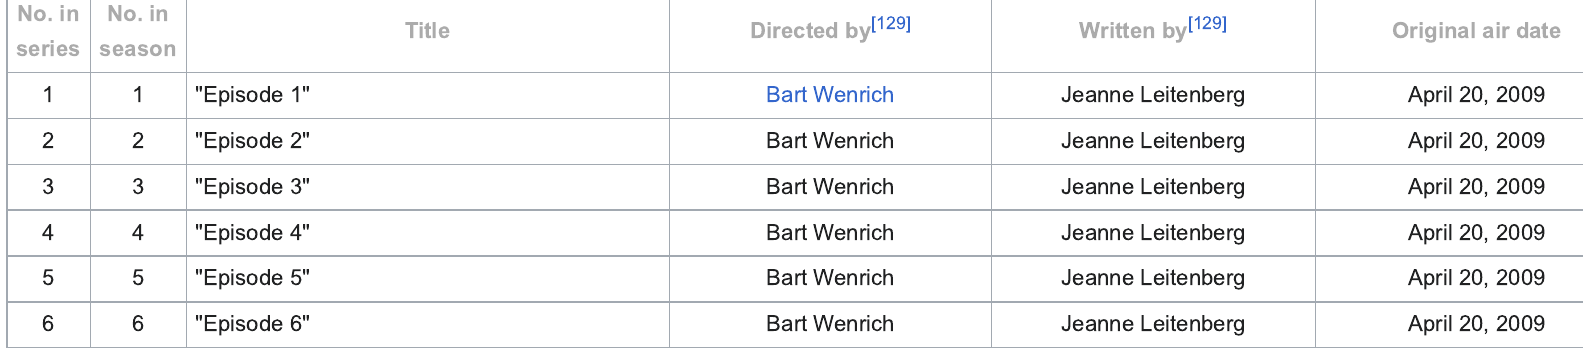 No. in series No. in season Title Directed by[129] Written by[129] Original air date
1 1 "Episode 1" Bart Wenrich Jeanne Leitenberg April 20, 2009
2 2 "Episode 2" Bart Wenrich Jeanne Leitenberg April 20, 2009
3 3 "Episode 3" Bart Wenrich Jeanne Leitenberg April 20, 2009
4 4 "Episode 4" Bart Wenrich Jeanne Leitenberg April 20, 2009
5 5 "Episode 5" Bart Wenrich Jeanne Leitenberg April 20, 2009
6 6 "Episode 6" Bart Wenrich Jeanne Leitenberg April 20, 2009